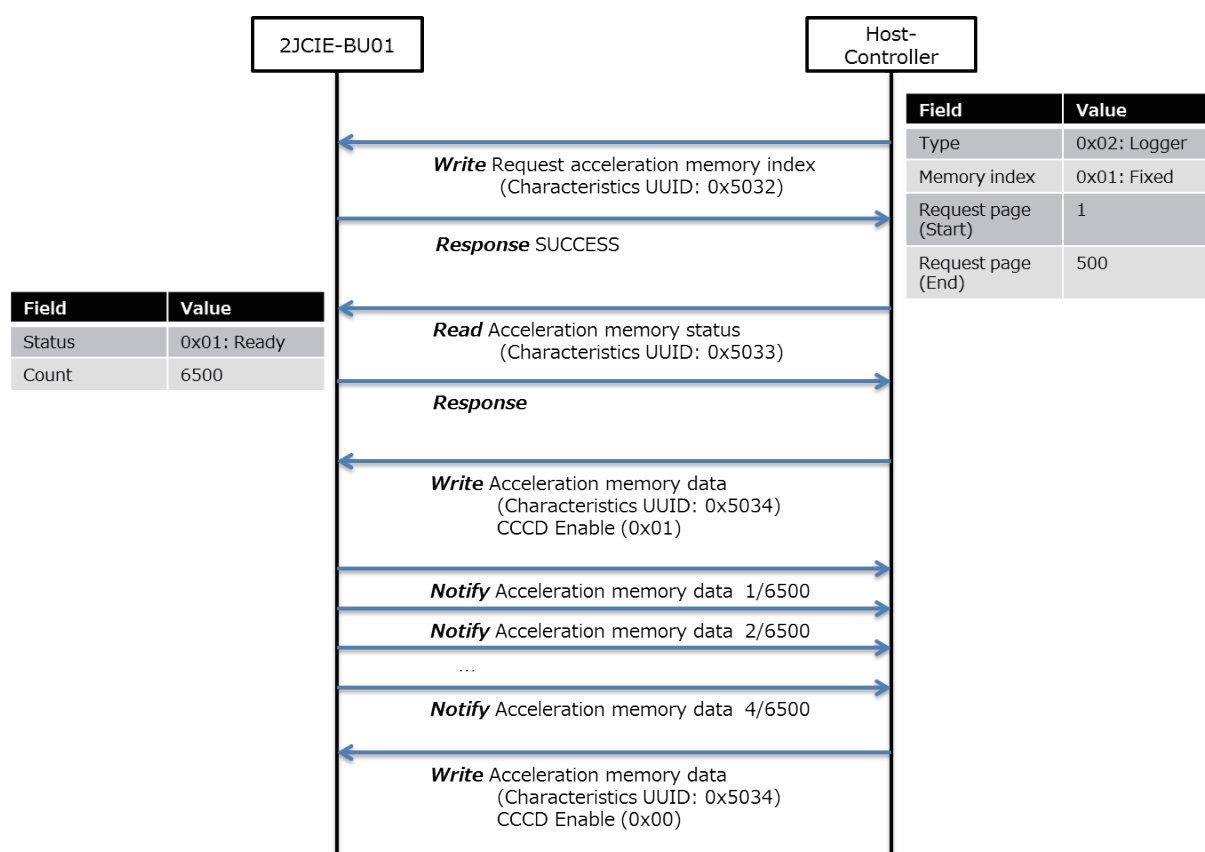 2JCIE-BU01
Host-
Controller
Field Value
Type 0x02: Logger
Memory index 0x01: Fixed
Request page
(Start) 1
Request page
(End) 500
Write Request acceleration memory index
(Characteristics UUID: 0x5032)
Response SUCCESS
Field Value
Status 0x01: Ready
Count 6500
Read Acceleration memory status
(Characteristics UUID: 0x5033)
Response
Write Acceleration memory data
(Characteristics UUID: 0x5034)
CCCD Enable (0x01)
Notify Acceleration memory data 1/6500
Notify Acceleration memory data 2/6500
...
Notify Acceleration memory data 4/6500
Write Acceleration memory data
(Characteristics UUID: 0x5034)
CCCD Enable (0x00)